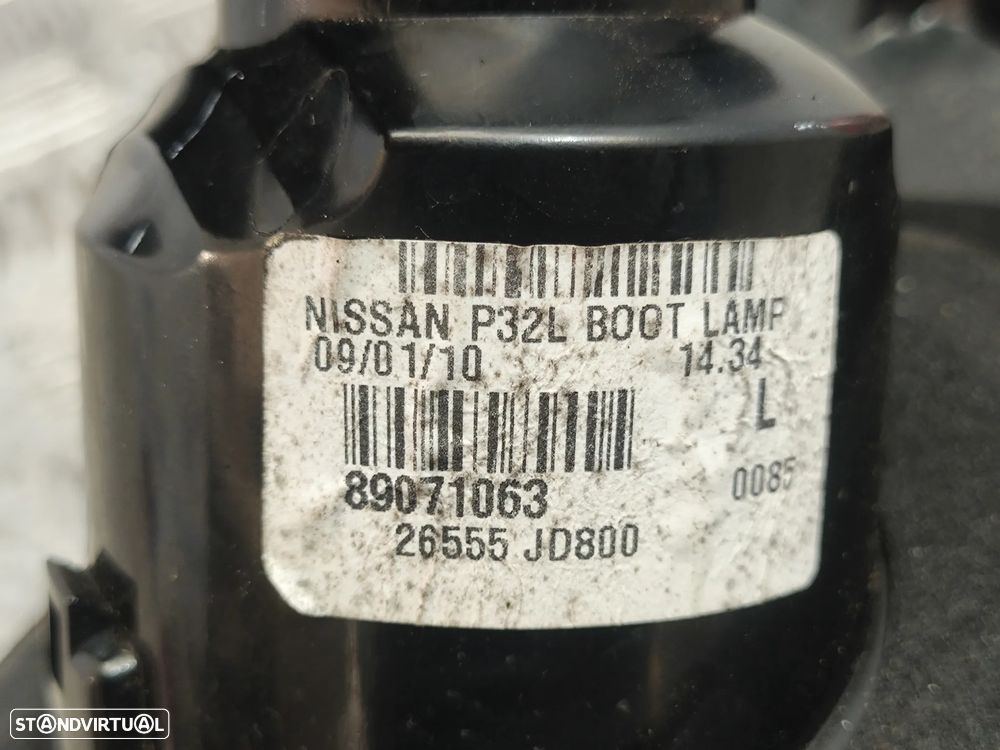 NISSAN P32L BOOT LAMP
09/01/10 14.34
L
89071063 0085
26555 JD800
STANDVIRTUAL